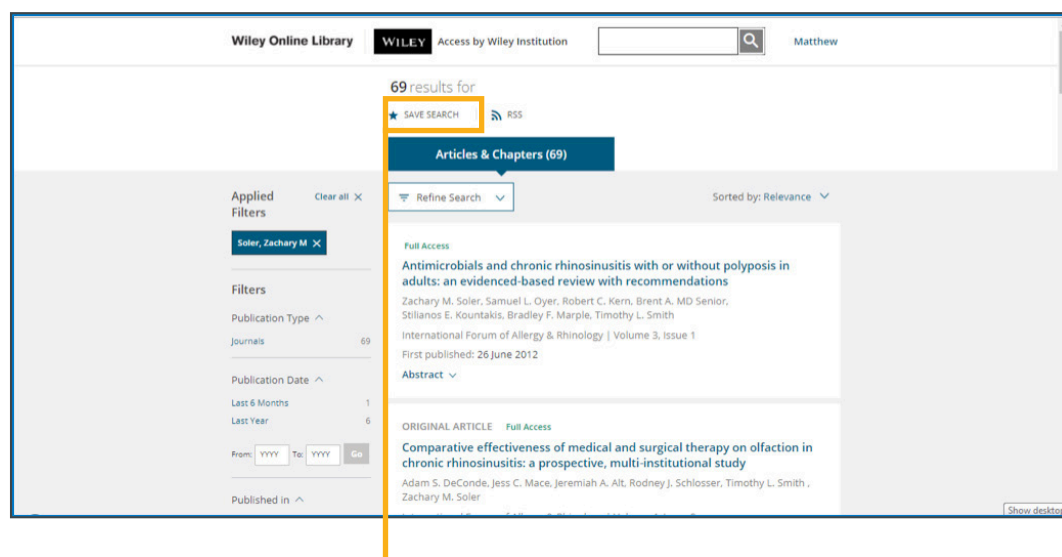 Wiley Online Library
WILEY Access by Wiley Institution
Matthew
69 results for
SAVE SEARCH
RSS
Articles & Chapters (69)
Applied Filters
Clear all X
Soler, Zachary M X
Filters
Publication Type
Journals 69
Publication Date
Last 6 Months 1
Last Year 6
From: YYYY To: YYYY Go
Published in
Refine Search
Sorted by: Relevance
Full Access
Antimicrobials and chronic rhinosinusitis with or without polyposis in
adults: an evidenced-based review with recommendations
Zachary M. Soler, Samuel L. Oyer, Robert C. Kern, Brent A. MD Senior,
Stilianos E. Kountakis, Bradley F. Marple, Timothy L. Smith
International Forum of Allergy & Rhinology | Volume 3, Issue 1
First published: 26 June 2012
Abstract
ORIGINAL ARTICLE Full Access
Comparative effectiveness of medical and surgical therapy on olfaction in
chronic rhinosinusitis: a prospective, multi-institutional study
Adam S. DeConde, Jess C. Mace, Jeremiah A. Alt, Rodney J. Schlosser, Timothy L. Smith ,
Zachary M. Soler
Show desktop